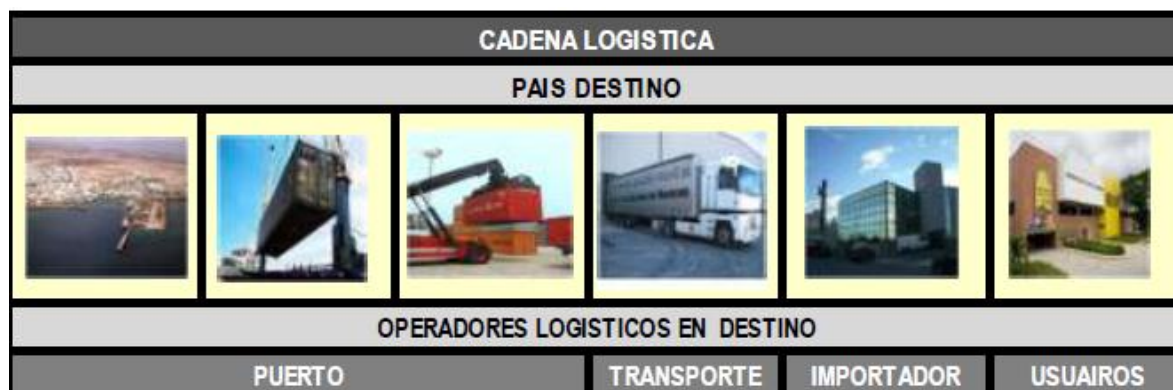 CADENA LOGISTICA
PAIS DESTINO
OPERADORES LOGISTICOS EN DESTINO
PUERTO TRANSPORTE IMPORTADOR USUAIROS